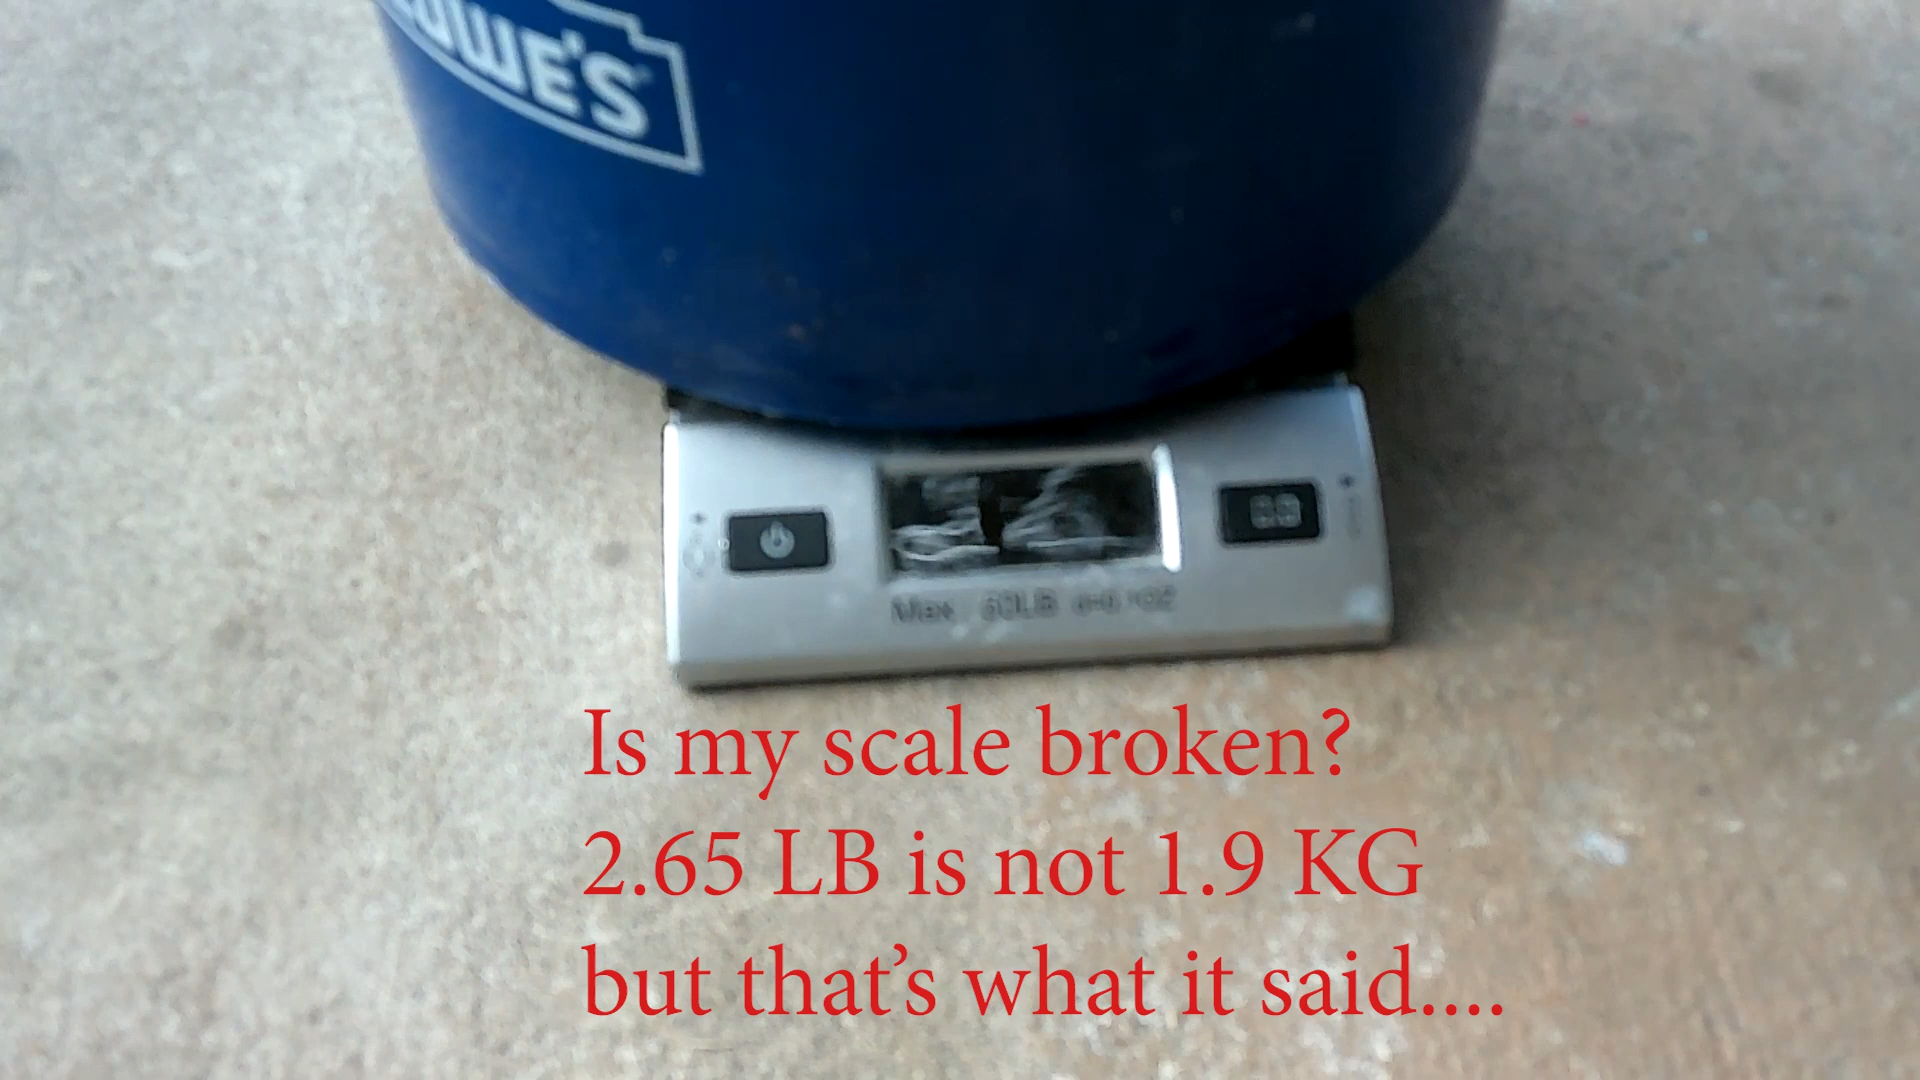 LOWE'S
Max 60LB
Is my scale broken?
2.65 LB is not 1.9 KG
but that's what it said....